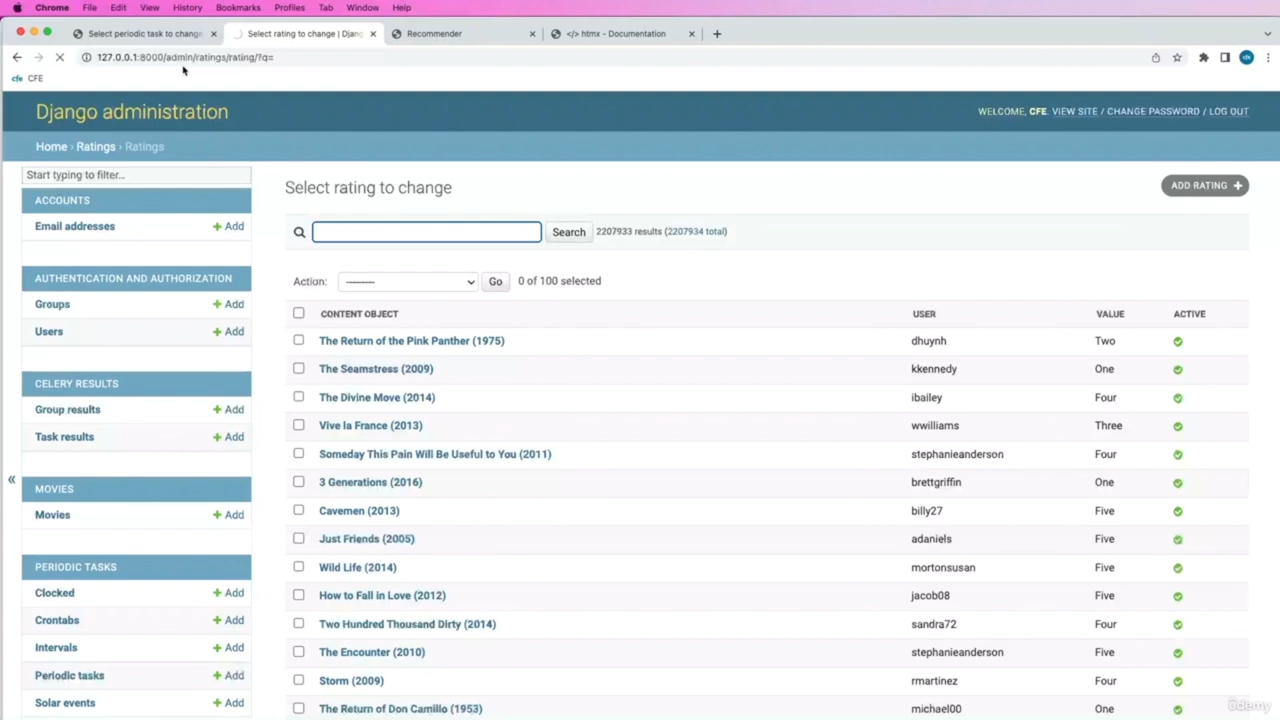 Chrome File Edit View History Bookmarks Profiles Tab Window Help
Select periodic task to change Select rating to change | Djang Recommender </> htmx - Documentation
127.0.0.1:8000/admin/ratings/rating/?q=
cfe CFE
Django administration
WELCOME, CFE. VIEW SITE / CHANGE PASSWORD / LOG OUT
Home › Ratings › Ratings
Start typing to filter...
ACCOUNTS
Email addresses + Add
AUTHENTICATION AND AUTHORIZATION
Groups + Add
Users + Add
CELERY RESULTS
Group results + Add
Task results + Add
MOVIES
Movies + Add
PERIODIC TASKS
Clocked + Add
Crontabs + Add
Intervals + Add
Periodic tasks + Add
Solar events + Add
«
Select rating to change
ADD RATING +
Search 2207933 results (2207934 total)
Action: --------- Go 0 of 100 selected
CONTENT OBJECT USER VALUE ACTIVE
The Return of the Pink Panther (1975) dhuynh Two
The Seamstress (2009) kkennedy One
The Divine Move (2014) ibailey Four
Vive la France (2013) wwilliams Three
Someday This Pain Will Be Useful to You (2011) stephanieanderson Four
3 Generations (2016) brettgriffin One
Cavemen (2013) billy27 Five
Just Friends (2005) adaniels Five
Wild Life (2014) mortonsusan Five
How to Fall in Love (2012) jacob08 Five
Two Hundred Thousand Dirty (2014) sandra72 Four
The Encounter (2010) stephanieanderson Five
Storm (2009) rmartinez Four
The Return of Don Camillo (1953) michael00 One
ûdemy